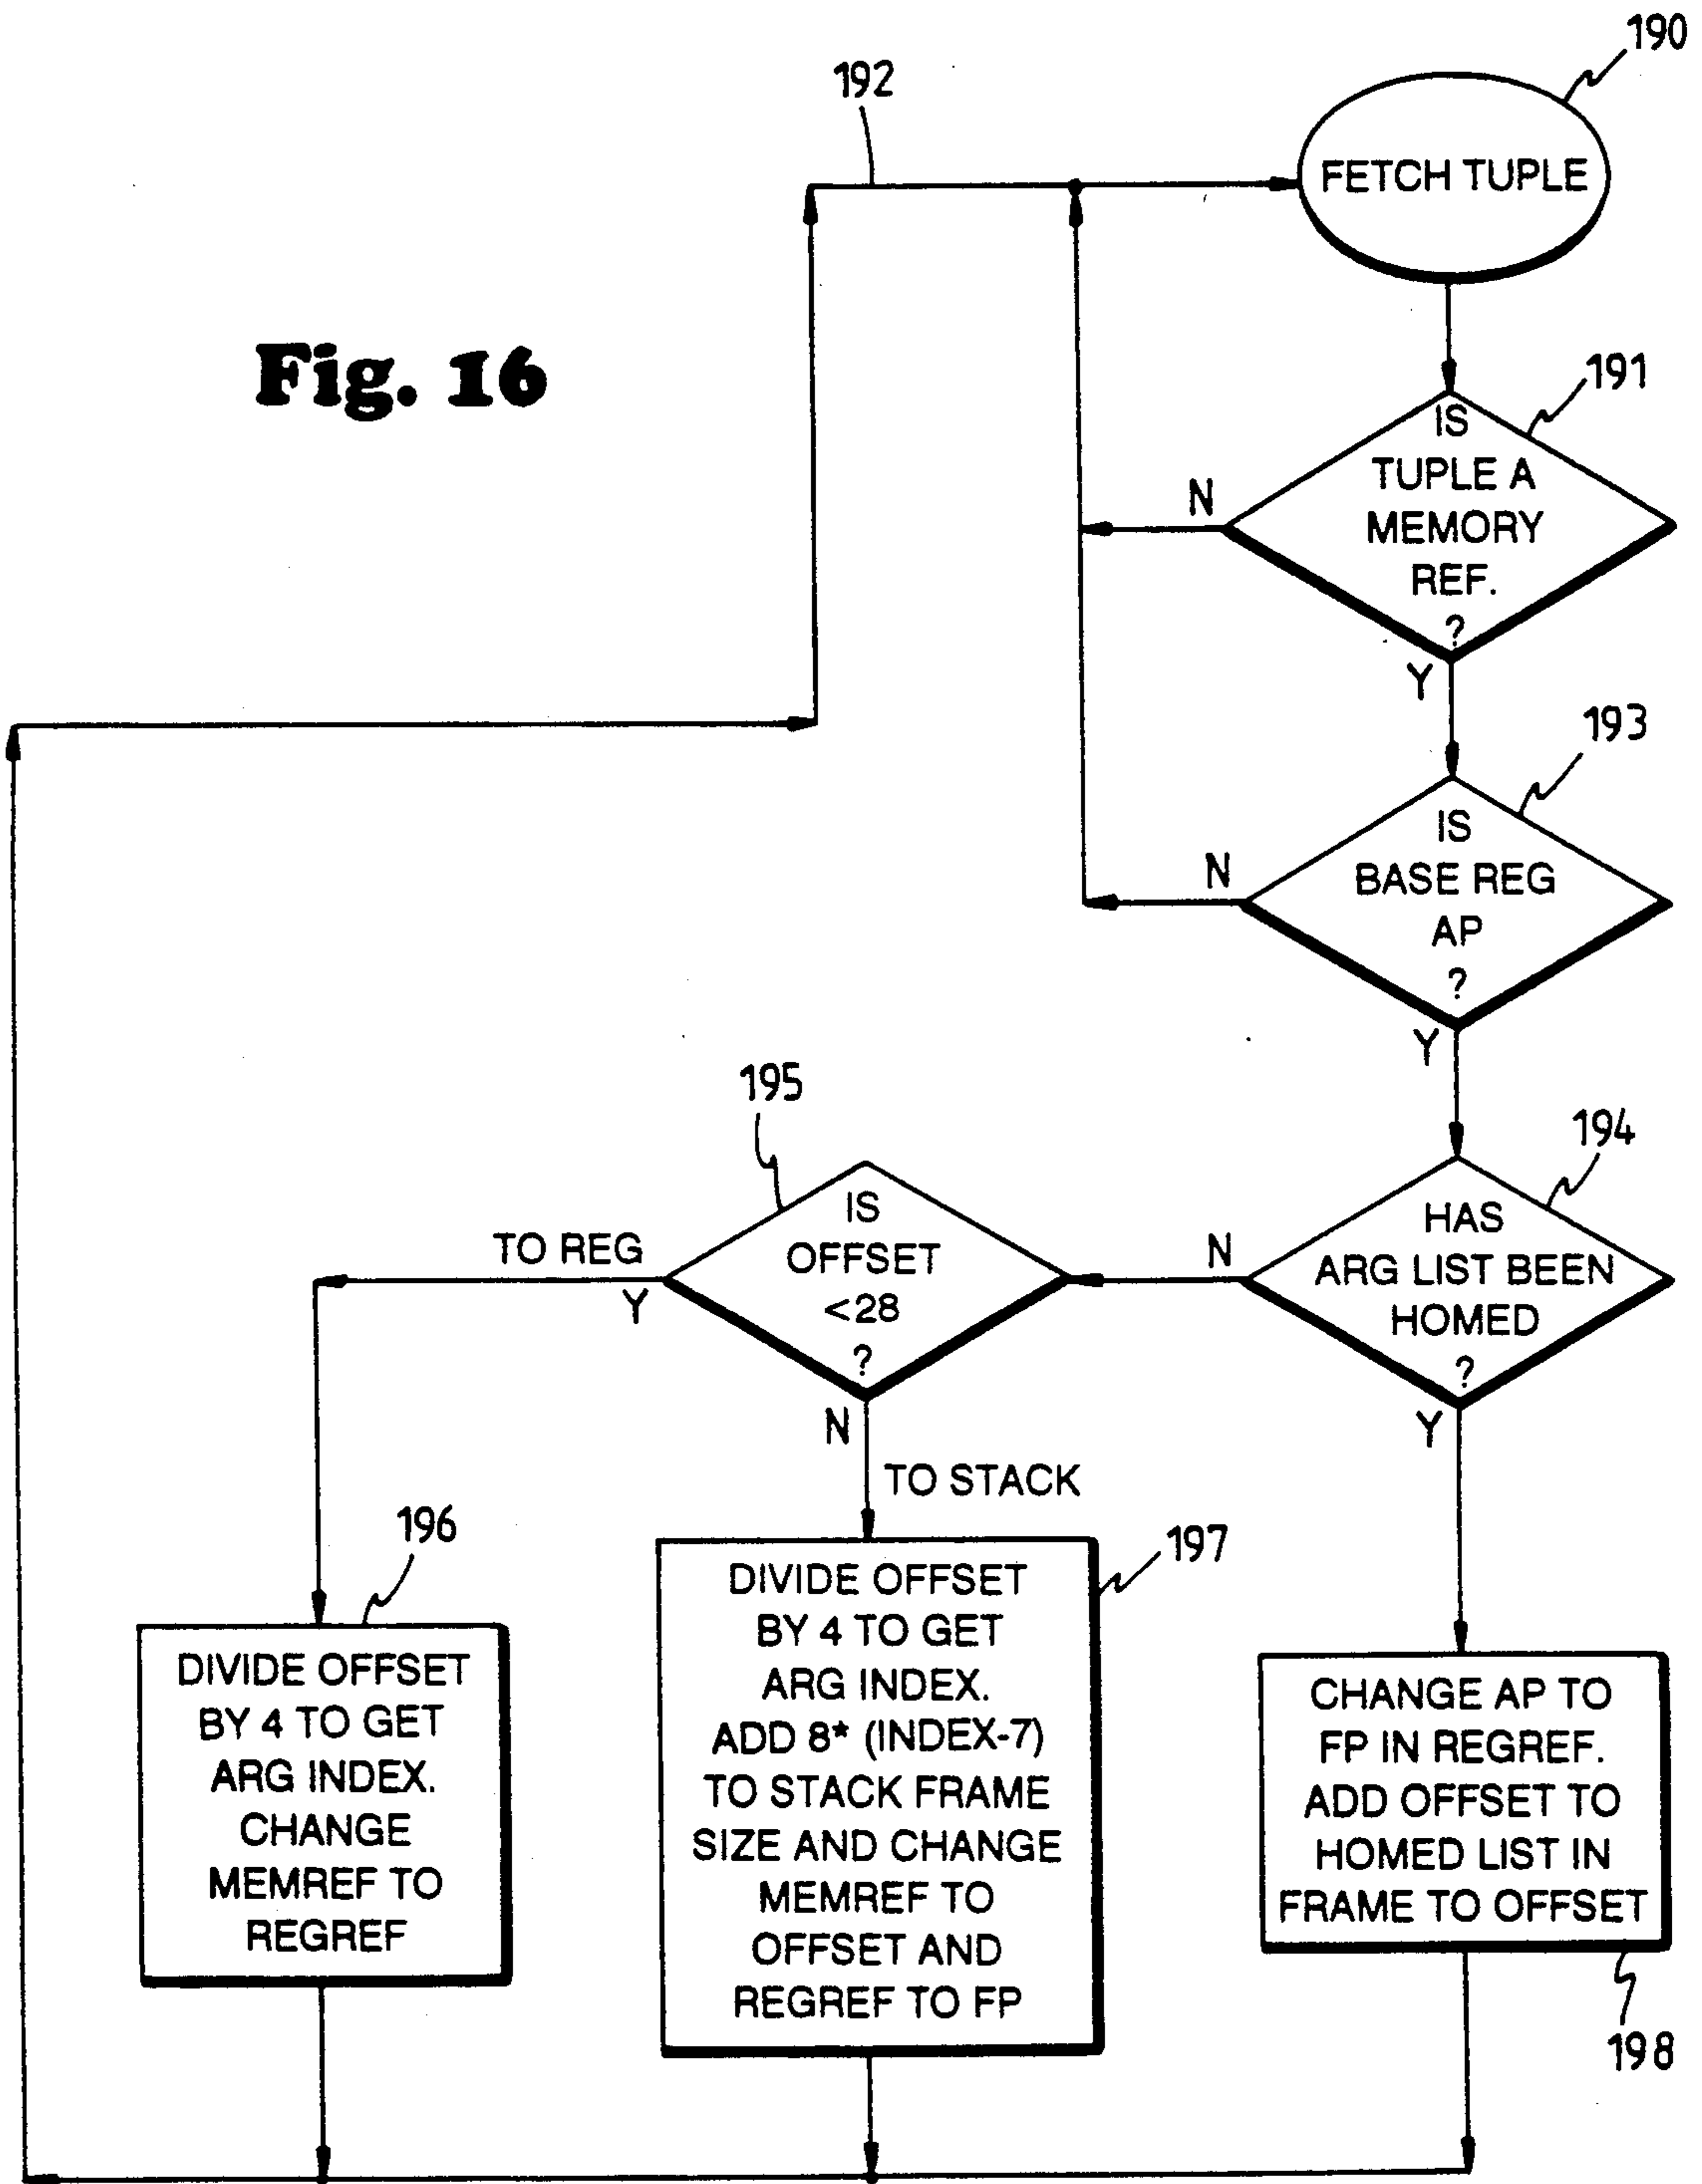 190
192
FETCH TUPLE
Fig. 16
191
IS
TUPLE A
MEMORY
REF.
?
N
Y
193
IS
BASE REG
AP
?
N
Y
194
HAS
ARG LIST BEEN
HOMED
?
N
Y
195
IS
OFFSET
<28
?
TO REG
Y
N
TO STACK
196
DIVIDE OFFSET
BY 4 TO GET
ARG INDEX.
CHANGE
MEMREF TO
REGREF
197
DIVIDE OFFSET
BY 4 TO GET
ARG INDEX.
ADD 8* (INDEX-7)
TO STACK FRAME
SIZE AND CHANGE
MEMREF TO
OFFSET AND
REGREF TO FP
CHANGE AP TO
FP IN REGREF.
ADD OFFSET TO
HOMED LIST IN
FRAME TO OFFSET
198